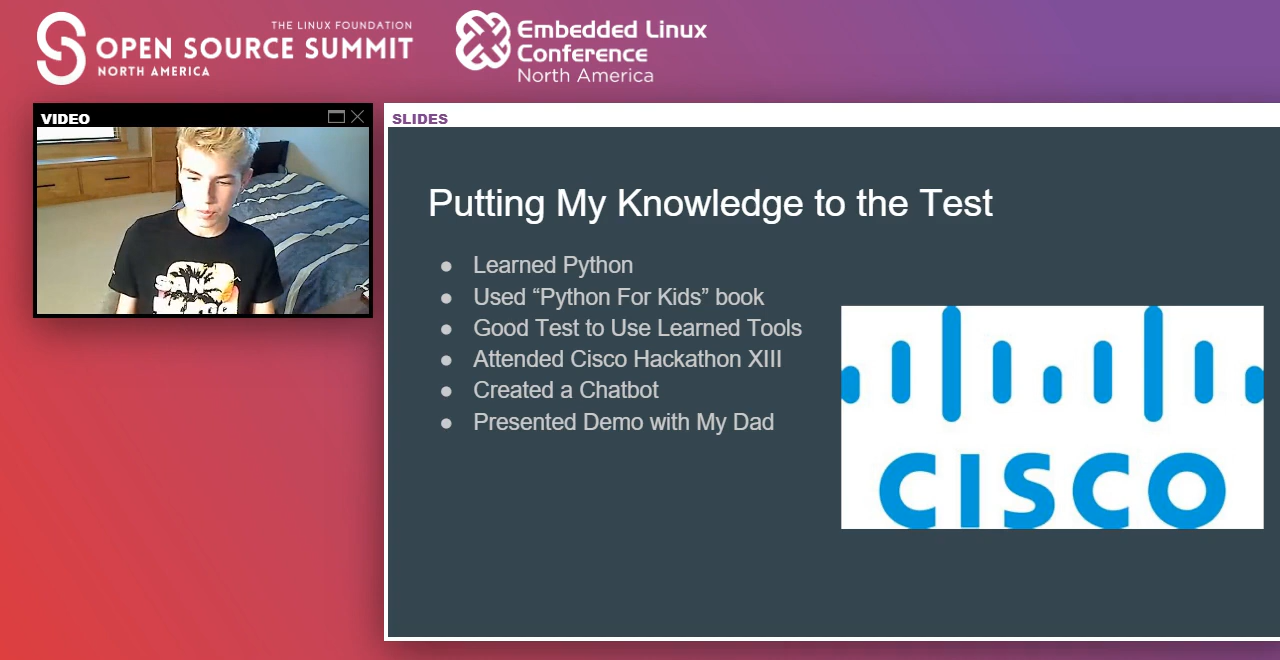 THE LINUX FOUNDATION
OPEN SOURCE SUMMIT
NORTH AMERICA
Embedded Linux
Conference
North America
VIDEO
SLIDES
Putting My Knowledge to the Test
● Learned Python
● Used “Python For Kids” book
● Good Test to Use Learned Tools
● Attended Cisco Hackathon XIII
● Created a Chatbot
● Presented Demo with My Dad
CISCO